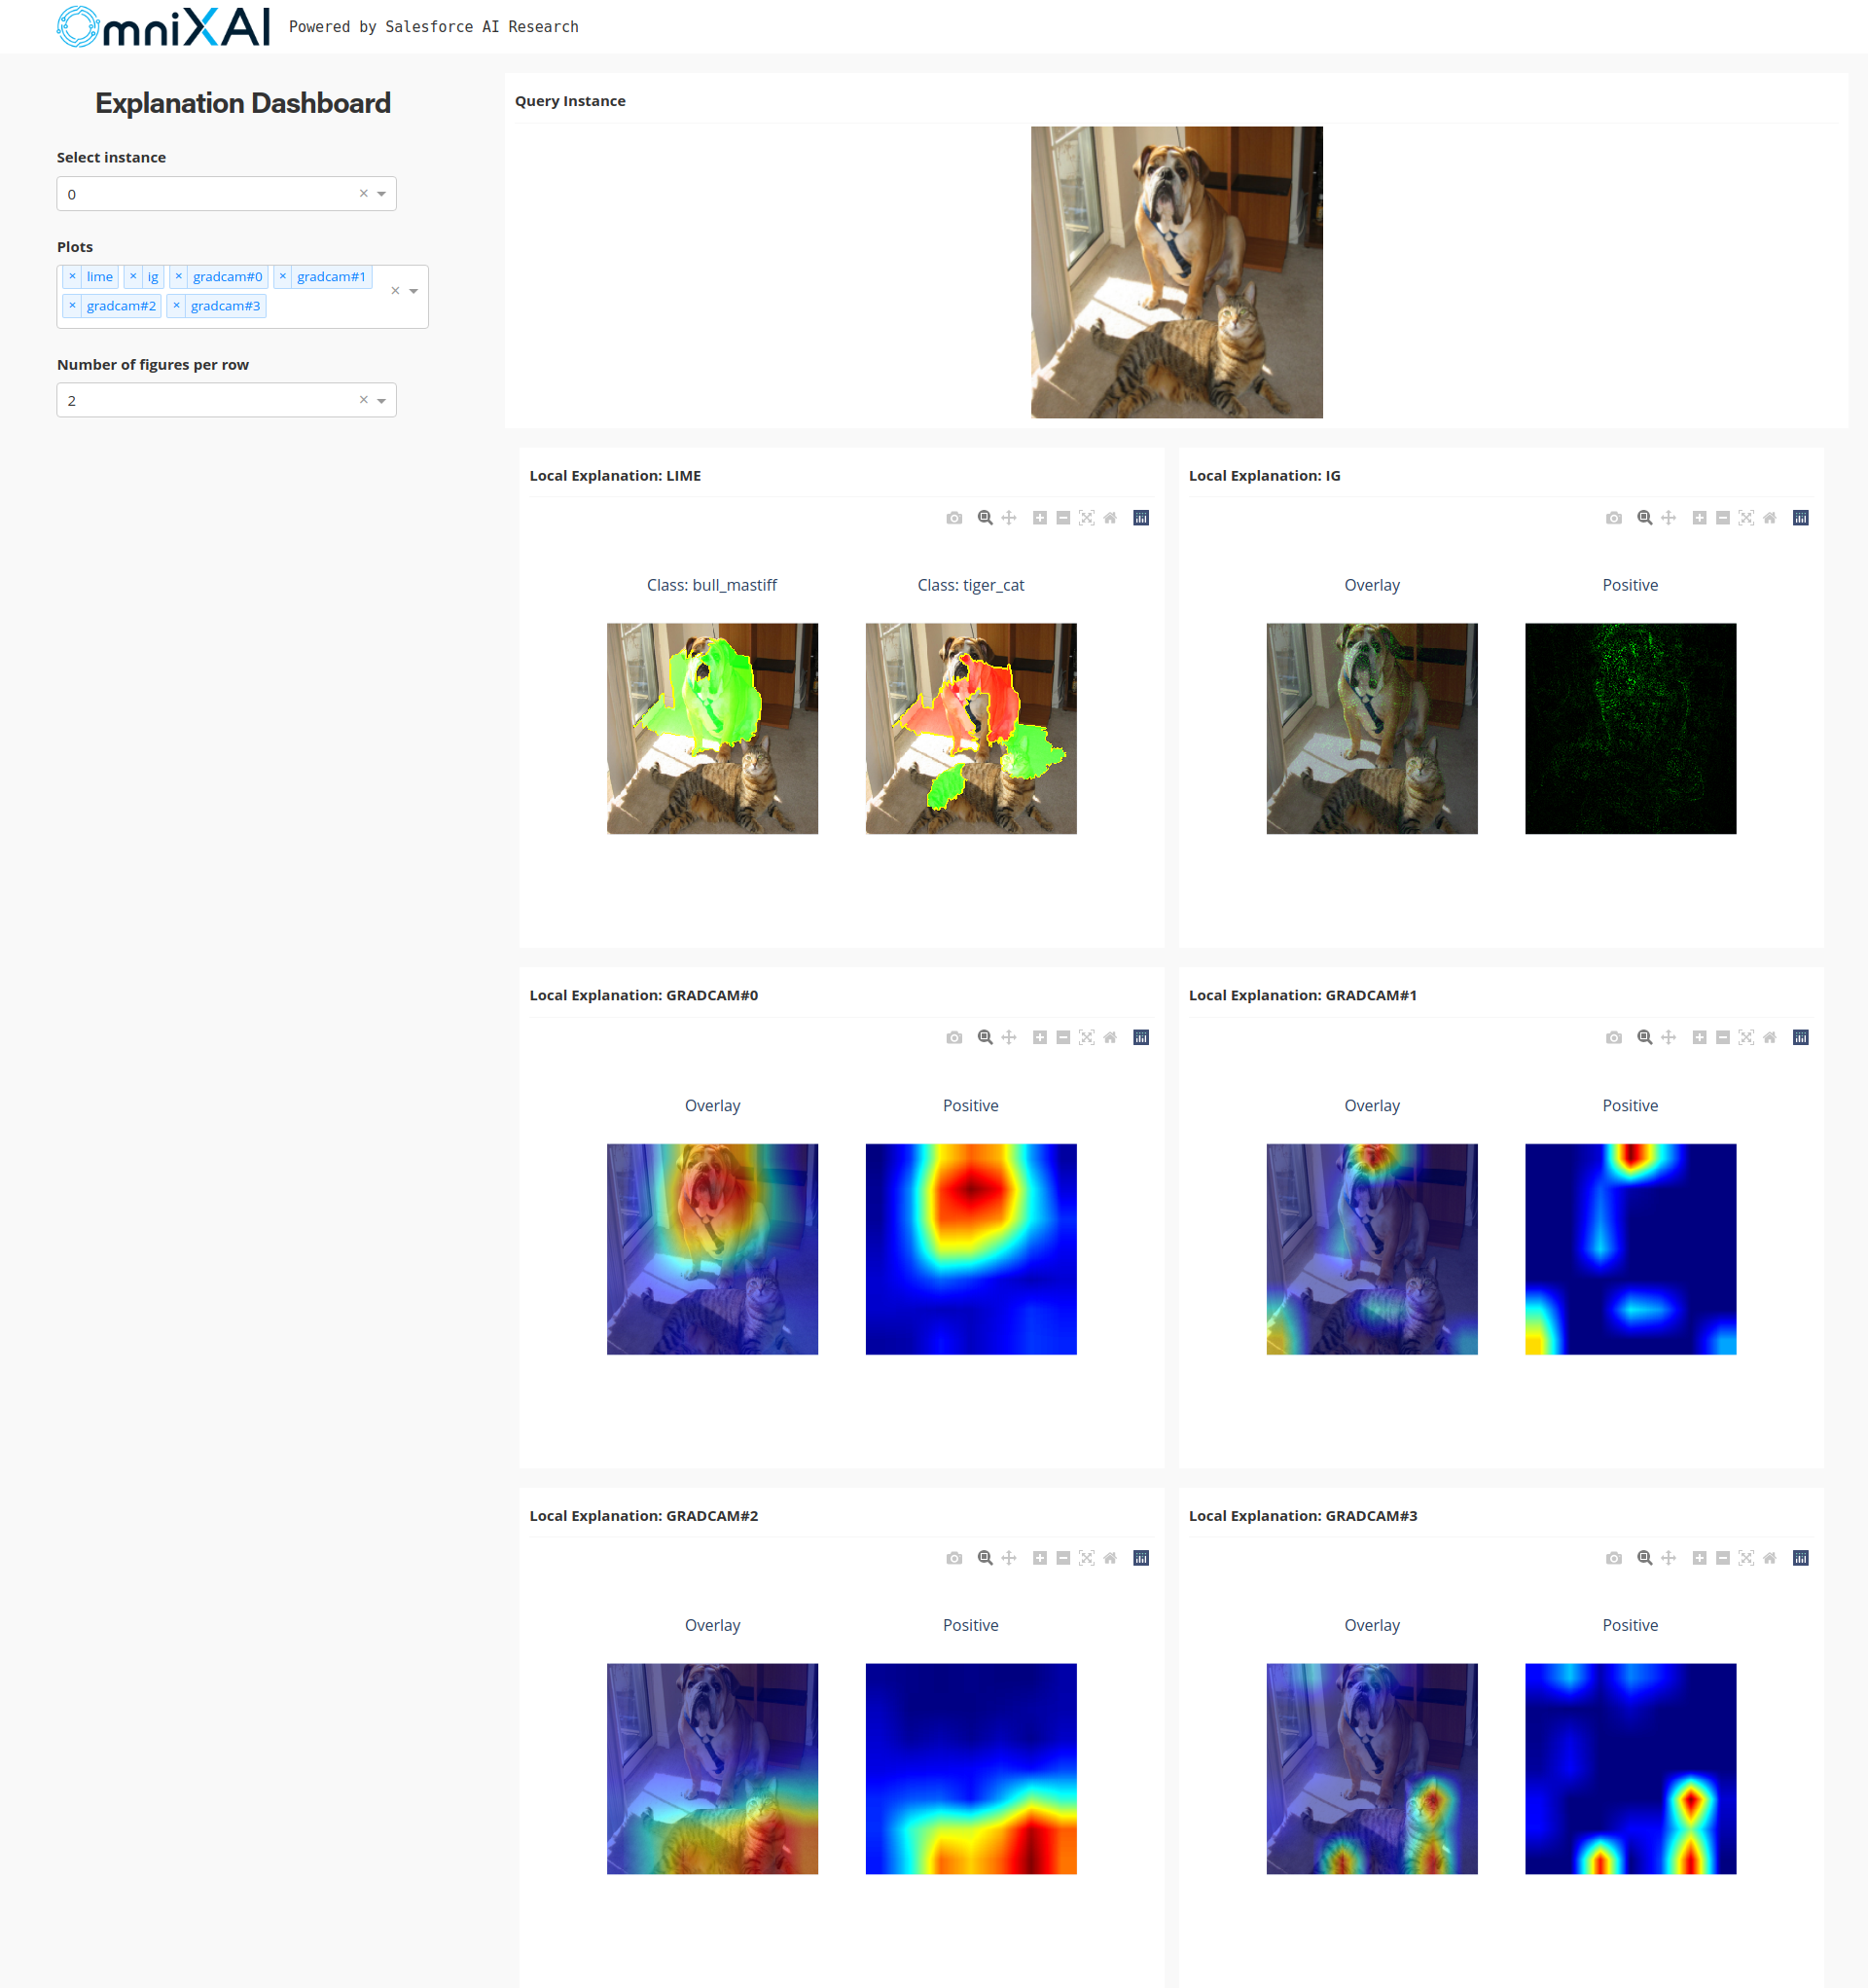 OmniXAI Powered by Salesforce AI Research
Explanation Dashboard
Select instance
0
Plots
× lime × ig × gradcam#0 × gradcam#1
× gradcam#2 × gradcam#3
Number of figures per row
2
Query Instance
Local Explanation: LIME
Class: bull_mastiff Class: tiger_cat
Local Explanation: IG
Overlay Positive
Local Explanation: GRADCAM#0
Overlay Positive
Local Explanation: GRADCAM#1
Overlay Positive
Local Explanation: GRADCAM#2
Overlay Positive
Local Explanation: GRADCAM#3
Overlay Positive